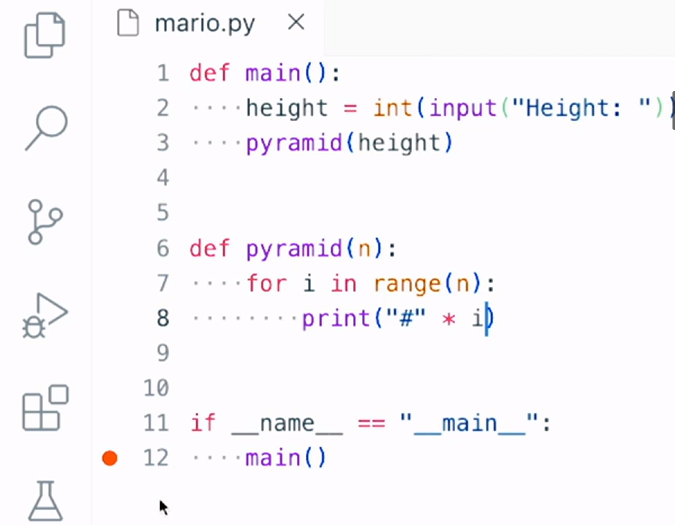 mario.py
1 def main():
2 ····height = int(input("Height: "))
3 ····pyramid(height)
4
5
6 def pyramid(n):
7 ····for i in range(n):
8 ········print("#" * i)
9
10
11 if __name__ == "__main__":
12 ····main()